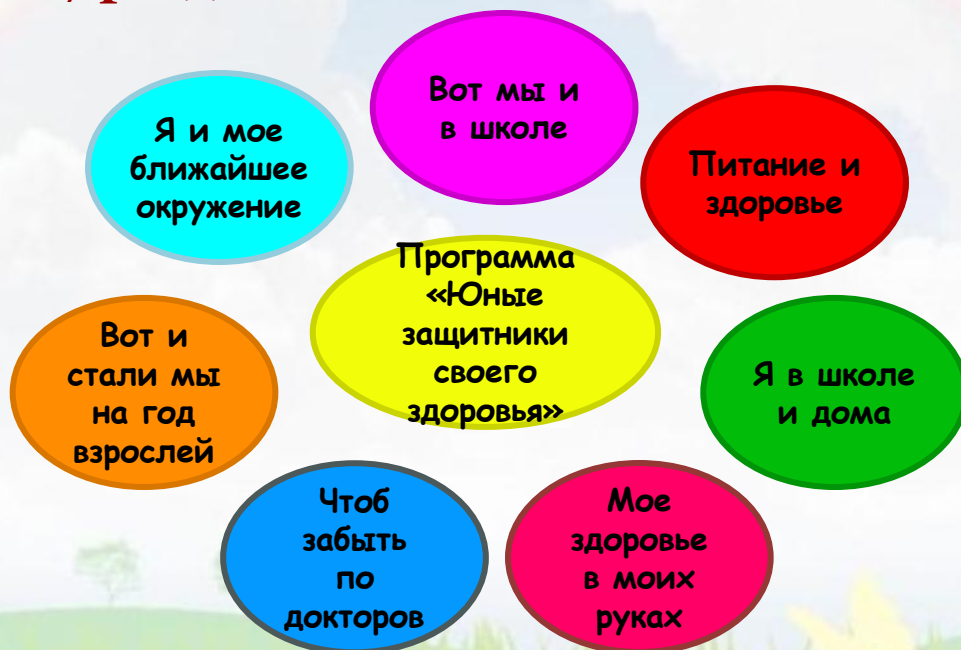 Вот мы и
в школе
Питание и
здоровье
Я в школе
и дома
Мое
здоровье
в моих
руках
Чтоб
забыть
по
докторов
Вот и
стали мы
на год
взрослей
Я и мое
ближайшее
окружение
Программа
«Юные
защитники
своего
здоровья»